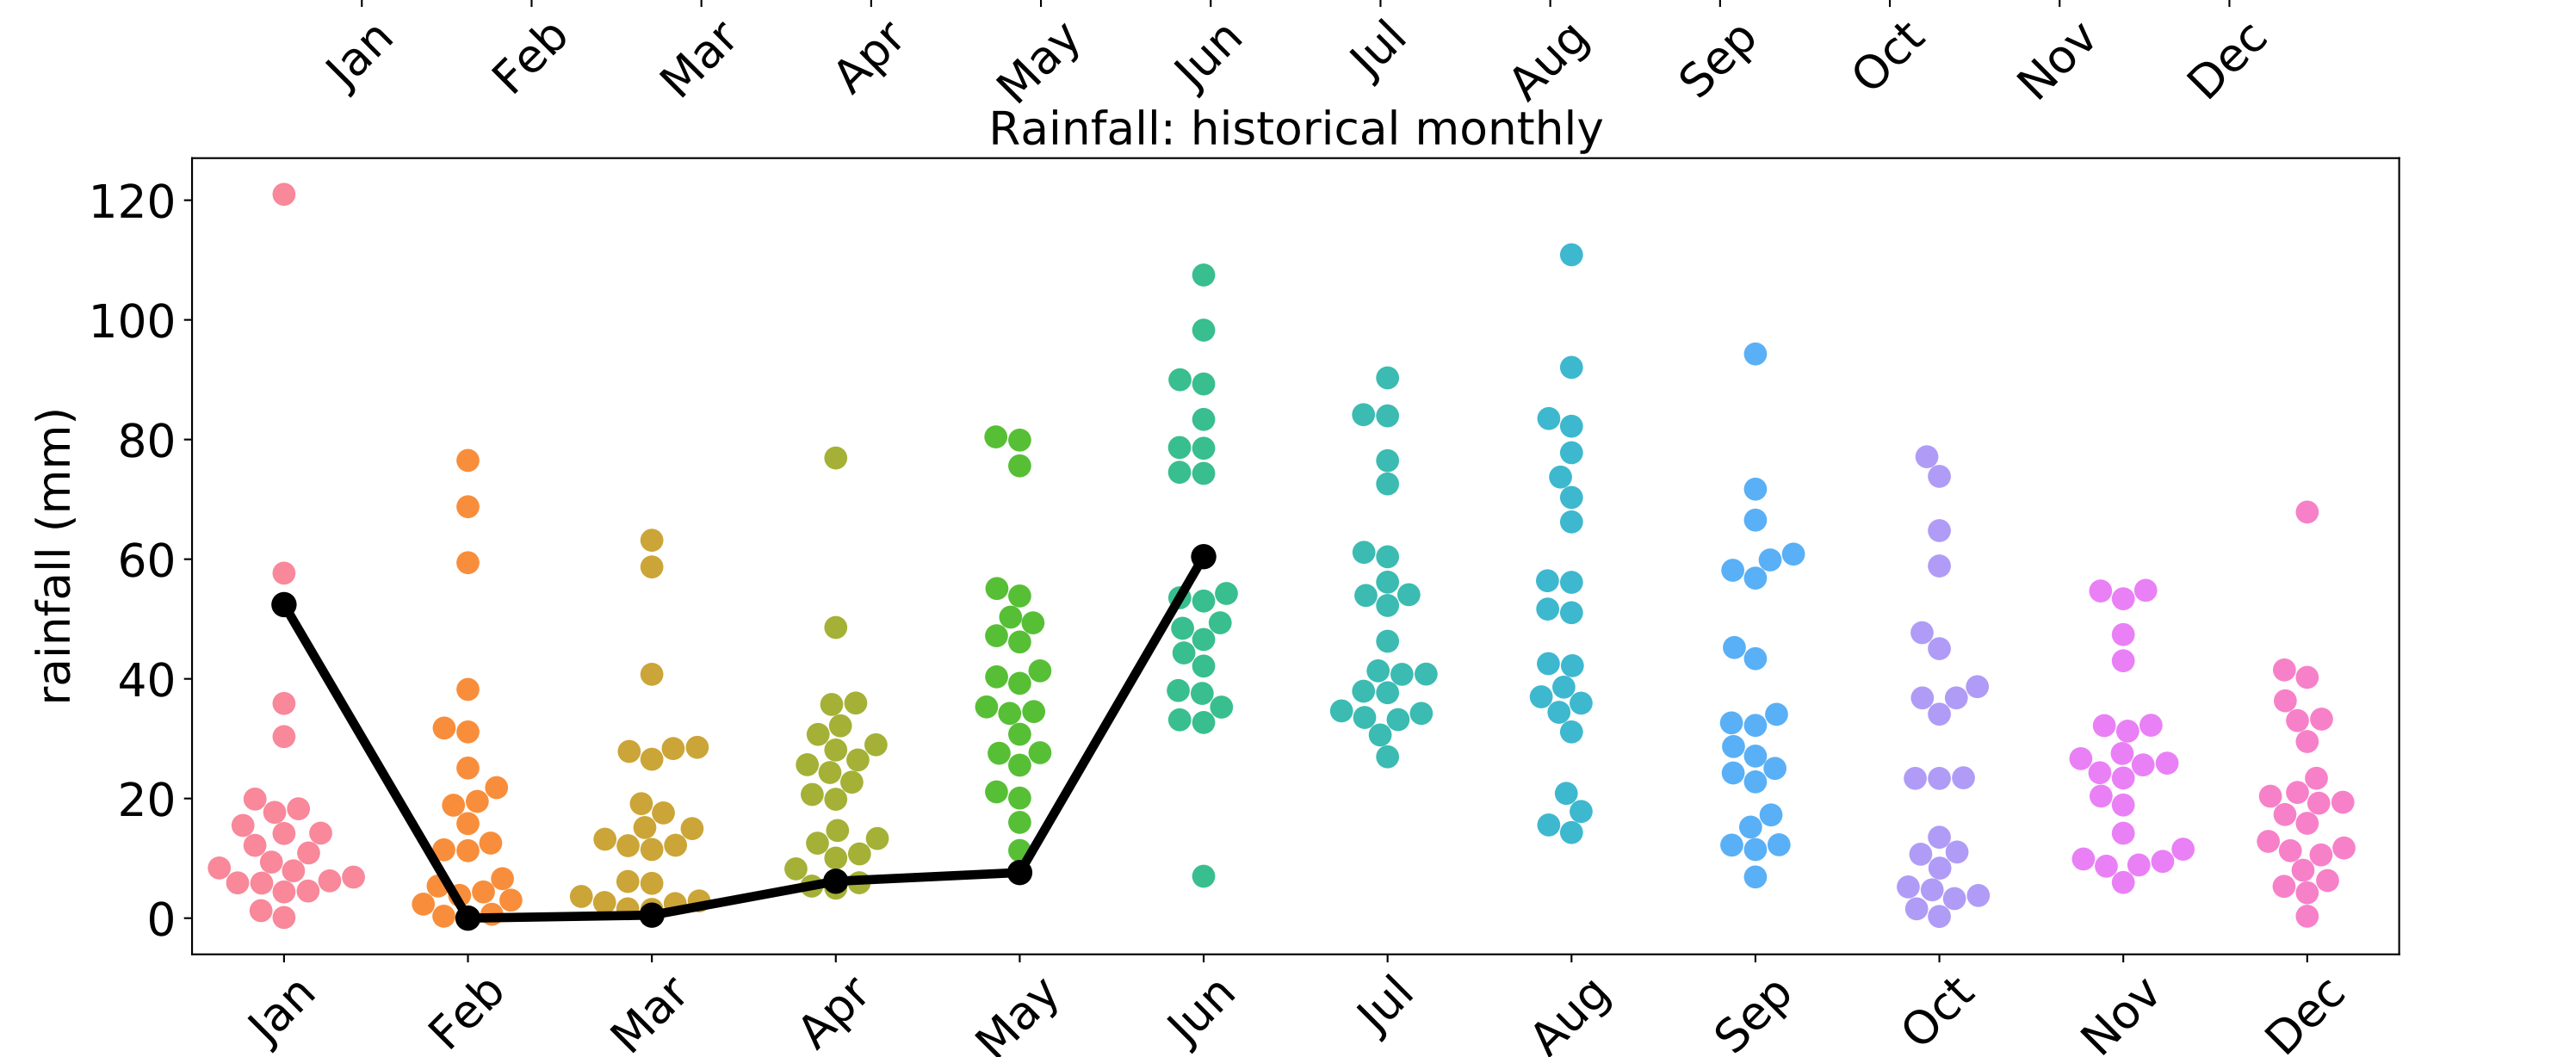 Jan Feb Mar Apr May Jun Jul Aug Sep Oct Nov Dec
Rainfall: historical monthly
120
100
80
60
40
20
0
rainfall (mm)
Jan Feb Mar Apr May Jun Jul Aug Sep Oct Nov Dec